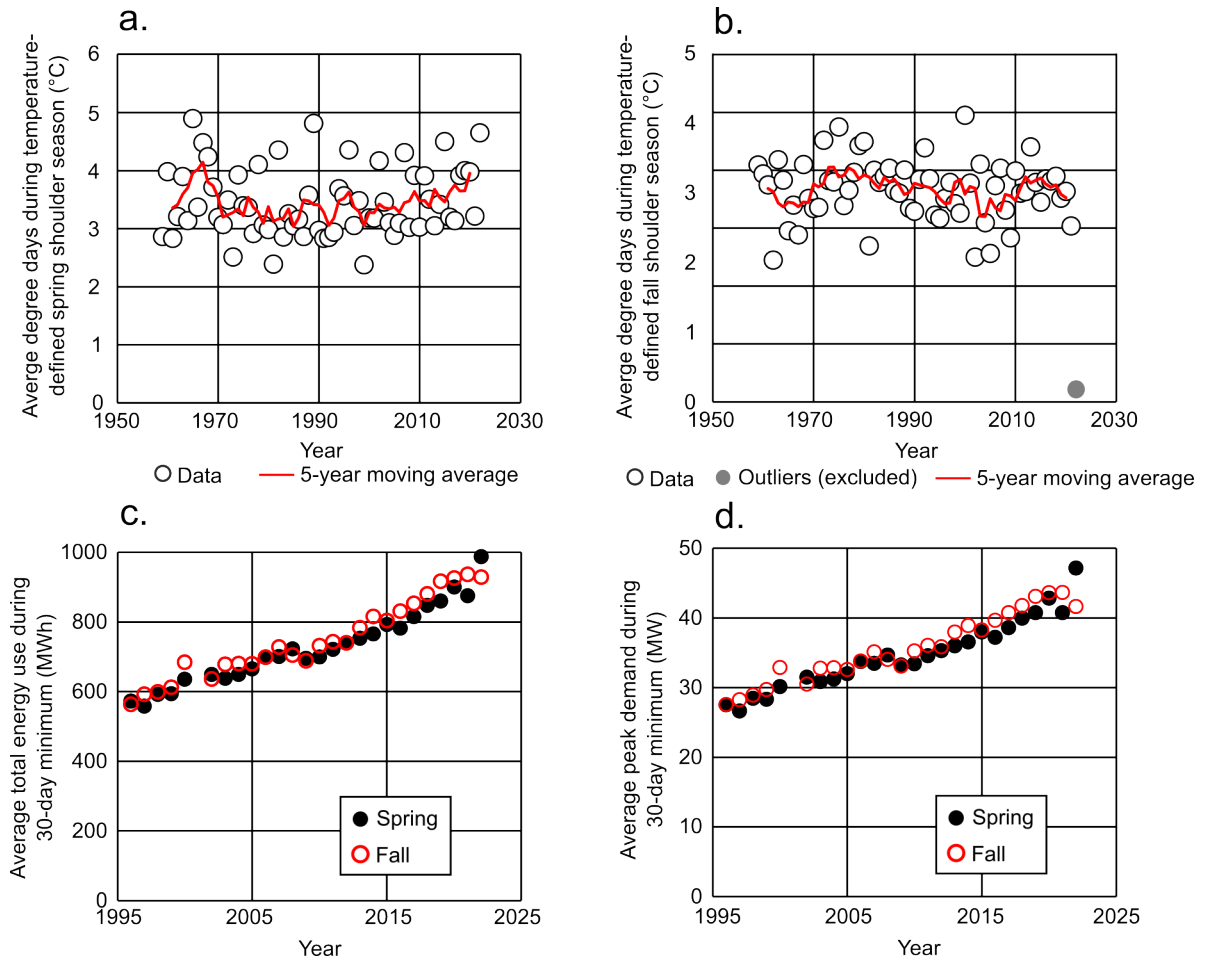 a.
Averge degree days during temperature-
defined spring shoulder season (°C)
6
5
4
3
2
1
0
1950
1970
1990
2010
2030
Year
Data
5-year moving average
b.
Averge degree days during temperature-
defined fall shoulder season (°C)
5
4
3
2
1
0
1950
1970
1990
2010
2030
Year
Data
Outliers (excluded)
5-year moving average
c.
Average total energy use during
30-day minimum (MWh)
1000
800
600
400
200
0
1995
2005
2015
2025
Year
Spring
Fall
d.
Average peak demand during
30-day minimum (MW)
50
40
30
20
10
0
1995
2005
2015
2025
Year
Spring
Fall